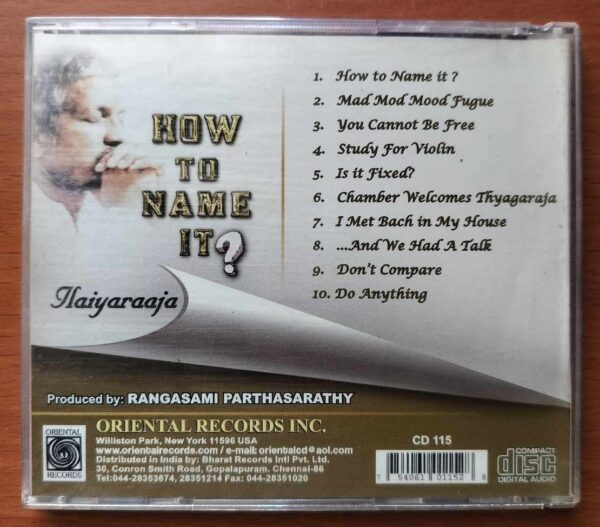 HOW
TO
NAME
IT?
Ilaiyaraaja
1. How to Name it ?
2. Mad Mod Mood Fugue
3. You Cannot Be Free
4. Study For Violin
5. Is it Fixed?
6. Chamber Welcomes Thyagaraja
7. I Met Bach in My House
8. ....And We Had A Talk
9. Don't Compare
10. Do Anything
Produced by: RANGASAMI PARTHASARATHY
ORIENTAL RECORDS
ORIENTAL RECORDS INC.
Williston Park, New York 11596 USA
www.orientalrecords.com / e-mail: orientalcd@aol.com
Distributed in India by: Bharat Records Intl Pvt. Ltd.
30, Conron Smith Road, Gopalapuram, Chennai-86
Tel:044-28353674, 28351214 Fax: 044-28351020
CD 115
7 54061 01152 8
COMPACT
disc
DIGITAL AUDIO